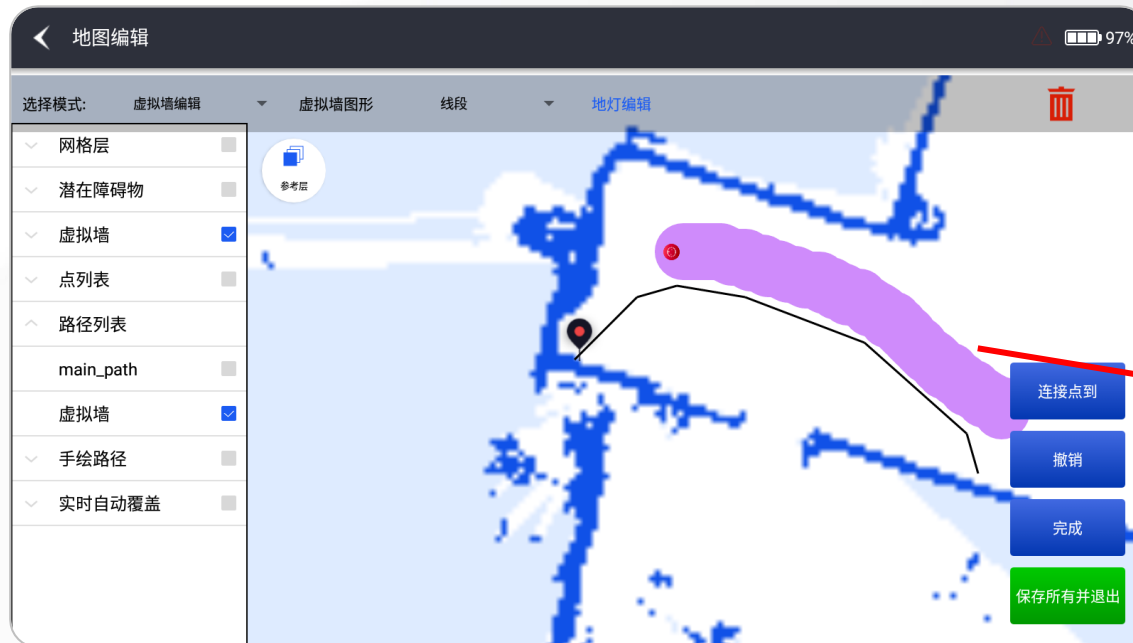 地图编辑
97%
选择模式: 虚拟墙编辑 虚拟墙图形 线段 地灯编辑
网格层
参考层
潜在障碍物
虚拟墙
点列表
路径列表
main_path
连接点到
虚拟墙
手绘路径
撤销
实时自动覆盖
完成
保存所有并退出